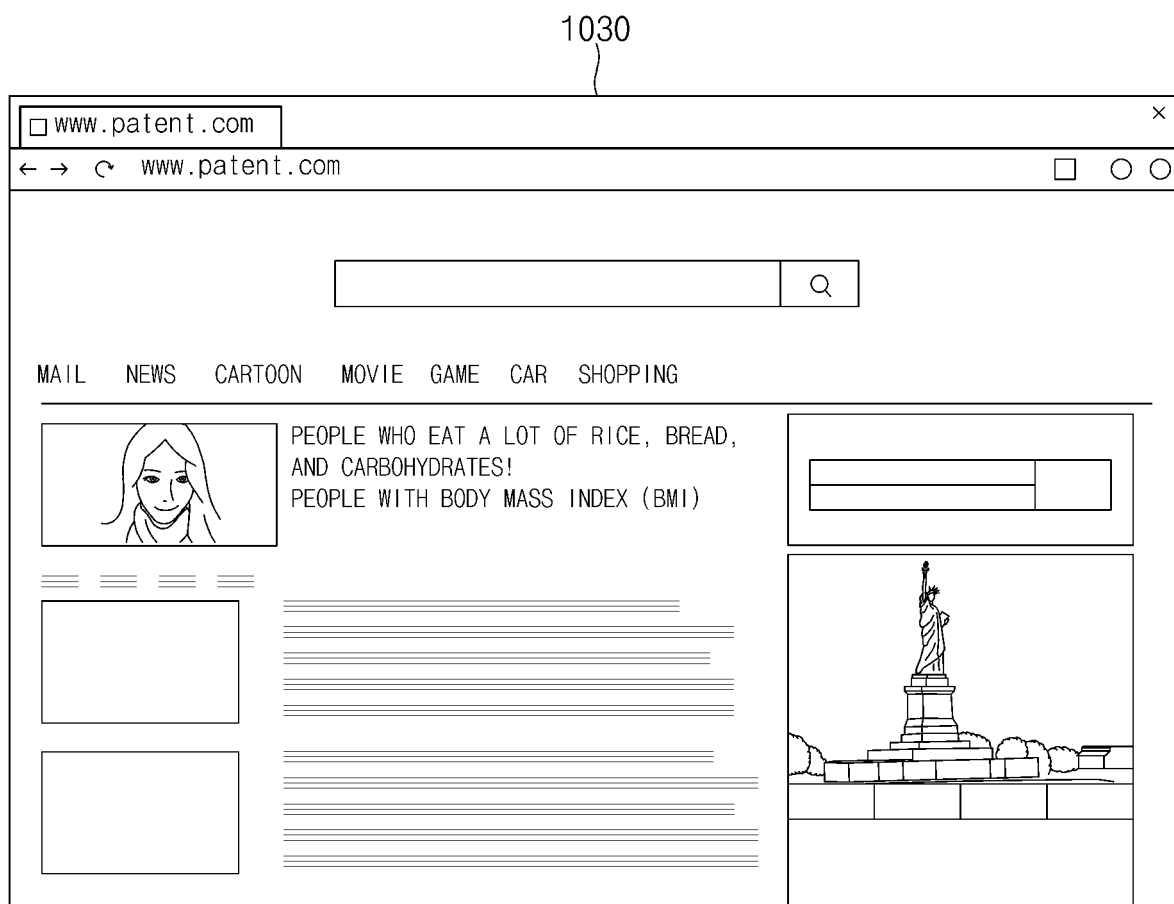 1030
www.patent.com
www.patent.com
MAIL NEWS CARTOON MOVIE GAME CAR SHOPPING
PEOPLE WHO EAT A LOT OF RICE, BREAD,
AND CARBOHYDRATES!
PEOPLE WITH BODY MASS INDEX (BMI)